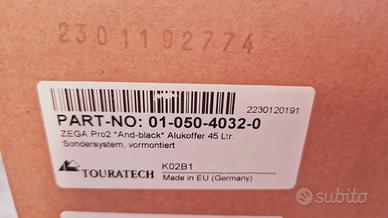 2301192774
PART-NO: 01-050-4032-0
2230120191
ZEGA Pro2 "And-black" Alukoffer 45 Ltr.
Sondersystem, vormontiert
TOURATECH
K02B1
Made in EU (Germany)
subito